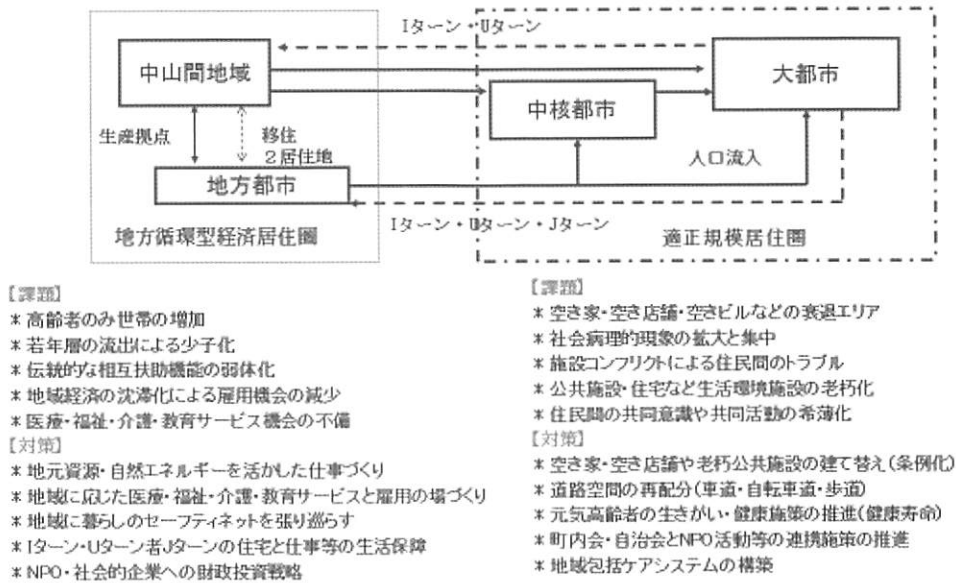 Iターン・Uターン
中山間地域
大都市
中核都市
生産拠点
移住
2居住地
人口流入
地方都市
Iターン・Uターン・Jターン
地方循環型経済居住圏
適正規模居住圏
【課題】
* 高齢者のみ世帯の増加
* 若年層の流出による少子化
* 伝統的な相互扶助機能の弱体化
* 地域経済の沈滞化による雇用機会の減少
* 医療・福祉・介護・教育サービス機会の不備
【対策】
* 地元資源・自然エネルギーを活かした仕事づくり
* 地域に応じた医療・福祉・介護・教育サービスと雇用の場づくり
* 地域に暮らしのセーフティネットを張り巡らす
* Iターン・Uターン者Jターンの住宅と仕事等の生活保障
* NPO・社会的企業への財政投資戦略
【課題】
* 空き家・空き店舗・空きビルなどの衰退エリア
* 社会病理的現象の拡大と集中
* 施設コンフリクトによる住民間のトラブル
* 公共施設・住宅など生活環境施設の老朽化
* 住民間の共同意識や共同活動の希薄化
【対策】
* 空き家・空き店舗や老朽公共施設の建て替え(条例化)
* 道路空間の再配分(車道・自転車道・歩道)
* 元気高齢者の生きがい・健康施策の推進(健康寿命)
* 町内会・自治会とNPO活動等の連携施策の推進
* 地域包括ケアシステムの構築